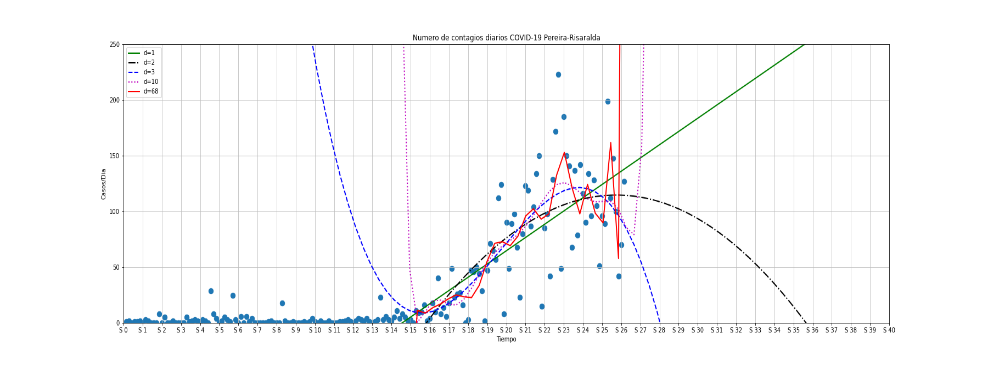 Numero de contagios diarios COVID-19 Pereira-Risaralda
250
200
150
100
50
0
Casos/Día
d=1
d=2
d=3
d=10
d=68
S 0 S 1 S 2 S 3 S 4 S 5 S 6 S 7 S 8 S 9 S 10 S 11 S 12 S 13 S 14 S 15 S 16 S 17 S 18 S 19 S 20 S 21 S 22 S 23 S 24 S 25 S 26 S 27 S 28 S 29 S 30 S 31 S 32 S 33 S 34 S 35 S 36 S 37 S 38 S 39 S 40
Tiempo